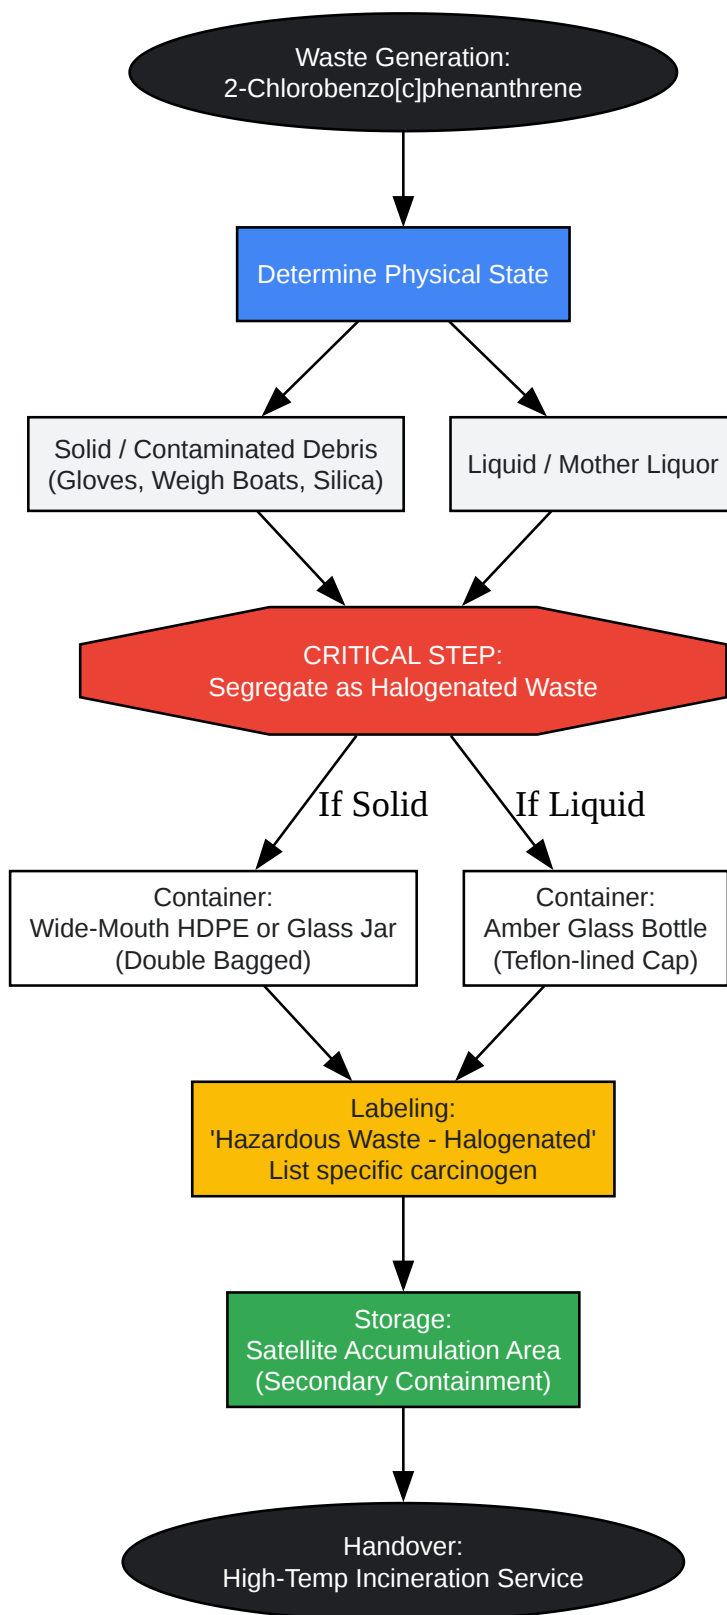 Waste Generation:
2-Chlorobenzo[c]phenanthrene
Determine Physical State
Solid / Contaminated Debris
(Gloves, Weigh Boats, Silica)
Liquid / Mother Liquor
CRITICAL STEP:
Segregate as Halogenated Waste
If Solid
If Liquid
Container:
Wide-Mouth HDPE or Glass Jar
(Double Bagged)
Container:
Amber Glass Bottle
(Teflon-lined Cap)
Labeling:
'Hazardous Waste - Halogenated'
List specific carcinogen
Storage:
Satellite Accumulation Area
(Secondary Containment)
Handover:
High-Temp Incineration Service